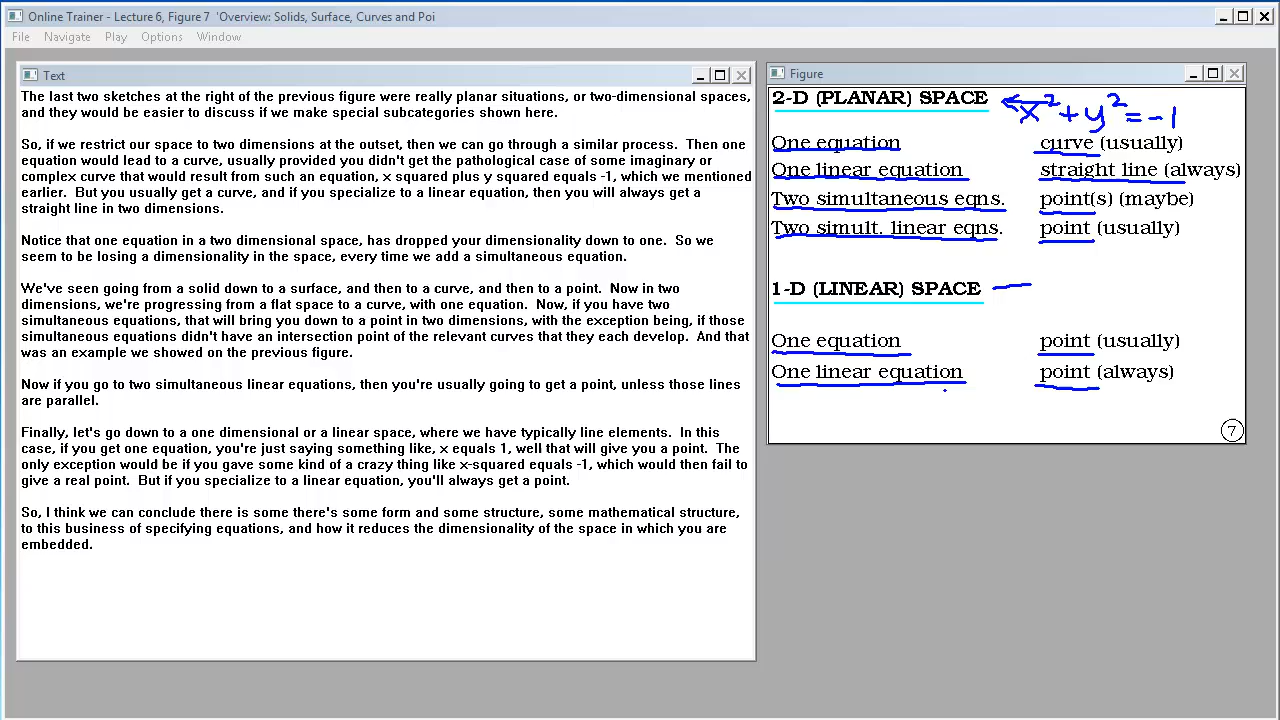 Online Trainer - Lecture 6, Figure 7 'Overview: Solids, Surface, Curves and Poi
File Navigate Play Options Window
Text
The last two sketches at the right of the previous figure were really planar situations, or two-dimensional spaces,
and they would be easier to discuss if we make special subcategories shown here.
So, if we restrict our space to two dimensions at the outset, then we can go through a similar process. Then one
equation would lead to a curve, usually provided you didn't get the pathological case of some imaginary or
complex curve that would result from such an equation, x squared plus y squared equals -1, which we mentioned
earlier. But you usually get a curve, and if you specialize to a linear equation, then you will always get a
straight line in two dimensions.
Notice that one equation in a two dimensional space, has dropped your dimensionality down to one. So we
seem to be losing a dimensionality in the space, every time we add a simultaneous equation.
We've seen going from a solid down to a surface, and then to a curve, and then to a point. Now in two
dimensions, we're progressing from a flat space to a curve, with one equation. Now, if you have two
simultaneous equations, that will bring you down to a point in two dimensions, with the exception being, if those
simultaneous equations didn't have an intersection point of the relevant curves that they each develop. And that
was an example we showed on the previous figure.
Now if you go to two simultaneous linear equations, then you're usually going to get a point, unless those lines
are parallel.
Finally, let's go down to a one dimensional or a linear space, where we have typically line elements. In this
case, if you get one equation, you're just saying something like, x equals 1, well that will give you a point. The
only exception would be if you gave some kind of a crazy thing like x-squared equals -1, which would then fail to
give a real point. But if you specialize to a linear equation, you'll always get a point.
So, I think we can conclude there is some there's some form and some structure, some mathematical structure,
to this business of specifying equations, and how it reduces the dimensionality of the space in which you are
embedded.
Figure
2-D (PLANAR) SPACE x² + y² = -1
One equation curve (usually)
One linear equation straight line (always)
Two simultaneous eqns. point(s) (maybe)
Two simult. linear eqns. point (usually)
1-D (LINEAR) SPACE
One equation point (usually)
One linear equation point (always)
7